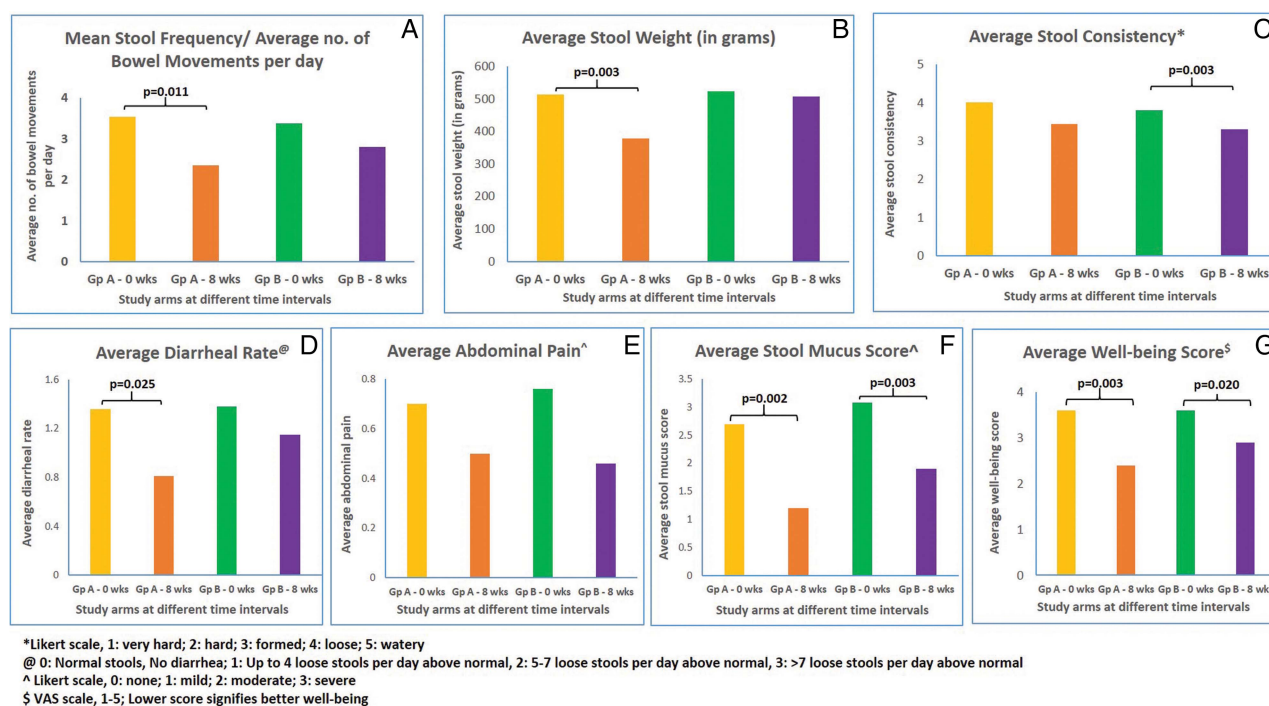 A
Mean Stool Frequency/ Average no. of
Bowel Movements per day
Average no. of bowel movements
per day
4
3
2
1
0
p=0.011
Gp A - 0 wks Gp A - 8 wks Gp B - 0 wks Gp B - 8 wks
Study arms at different time intervals
B
Average Stool Weight (in grams)
Average stool weight (in grams)
600
500
400
300
200
100
0
p=0.003
Gp A - 0 wks Gp A - 8 wks Gp B - 0 wks Gp B - 8 wks
Study arms at different time intervals
C
Average Stool Consistency*
Average stool consistency
5
4
3
2
1
0
p=0.003
Gp A - 0 wks Gp A - 8 wks Gp B - 0 wks Gp B - 8 wks
Study arms at different time intervals
D
Average Diarrheal Rate@
Average diarrheal rate
1.6
1.2
0.8
0.4
0
p=0.025
Gp A - 0 wks Gp A - 8 wks Gp B - 0 wks Gp B - 8 wks
Study arms at different time intervals
E
Average Abdominal Pain^
Average abdominal pain
0.8
0.6
0.4
0.2
0
Gp A - 0 wks Gp A - 8 wks Gp B - 0 wks Gp B - 8 wks
Study arms at different time intervals
F
Average Stool Mucus Score^
Average stool mucus score
3.5
3
2.5
2
1.5
1
0.5
0
p=0.002
p=0.003
Gp A - 0 wks Gp A - 8 wks Gp B - 0 wks Gp B - 8 wks
Study arms at different time intervals
G
Average Well-being Score$
Average well-being score
4
3
2
1
0
p=0.003
p=0.020
Gp A - 0 wks Gp A - 8 wks Gp B - 0 wks Gp B - 8 wks
Study arms at different time intervals
*Likert scale, 1: very hard; 2: hard; 3: formed; 4: loose; 5: watery
@ 0: Normal stools, No diarrhea; 1: Up to 4 loose stools per day above normal, 2: 5-7 loose stools per day above normal, 3: >7 loose stools per day above normal
^ Likert scale, 0: none; 1: mild; 2: moderate; 3: severe
$ VAS scale, 1-5; Lower score signifies better well-being